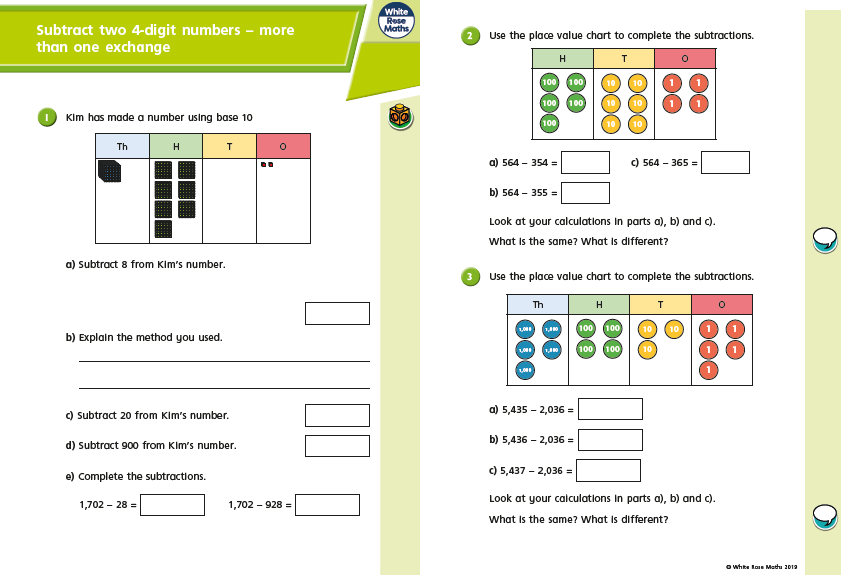 Subtract two 4-digit numbers – more
than one exchange
White
Rose
Maths
1 Kim has made a number using base 10
Th H T O
a) Subtract 8 from Kim's number.
b) Explain the method you used.
c) Subtract 20 from Kim's number.
d) Subtract 900 from Kim's number.
e) Complete the subtractions.
1,702 – 28 = 1,702 – 928 =
2 Use the place value chart to complete the subtractions.
H T O
100 100 10 10 1 1
100 100 10 10 1 1
100 10 10
a) 564 – 354 = c) 564 – 365 =
b) 564 – 355 =
Look at your calculations in parts a), b) and c).
What is the same? What is different?
3 Use the place value chart to complete the subtractions.
Th H T O
1,000 1,000 100 100 10 10 1 1
1,000 1,000 100 100 10 1 1
1,000 1
a) 5,435 – 2,036 =
b) 5,436 – 2,036 =
c) 5,437 – 2,036 =
Look at your calculations in parts a), b) and c).
What is the same? What is different?
© White Rose Maths 2019